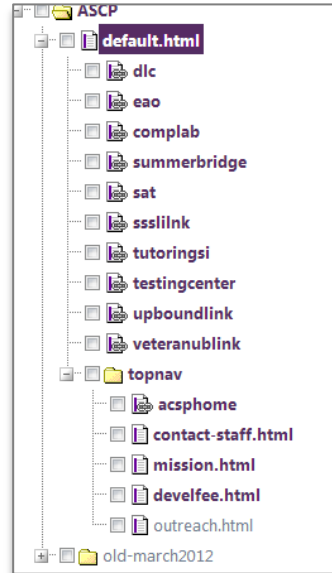 ASCP
default.html
dlc
eao
complab
summerbridge
sat
ssslilnk
tutoringsi
testingcenter
upboundlink
veteranublink
topnav
acsphome
contact-staff.html
mission.html
develfee.html
outreach.html
old-march2012